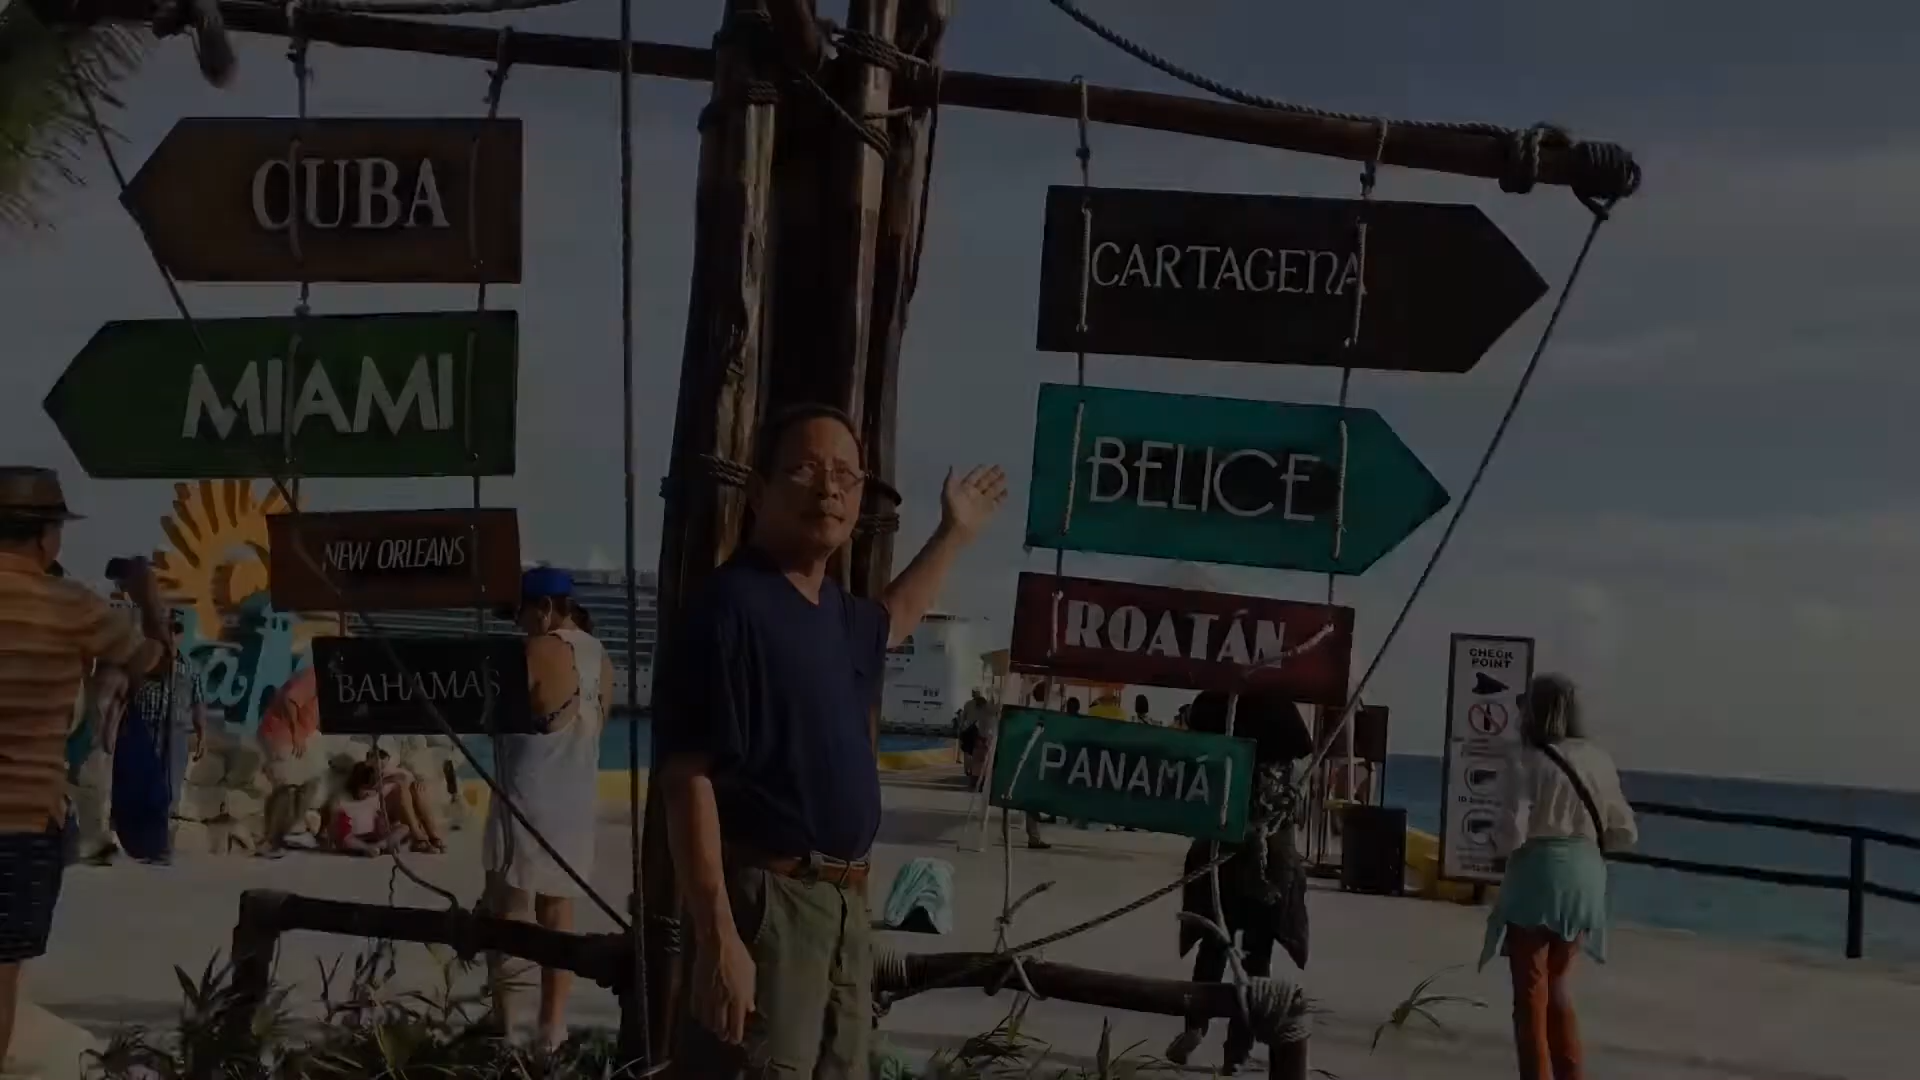 CUBA
MIAMI
NEW ORLEANS
BAHAMAS
CARTAGENA
BELICE
ROATÁN
PANAMÁ
CHECK
POINT